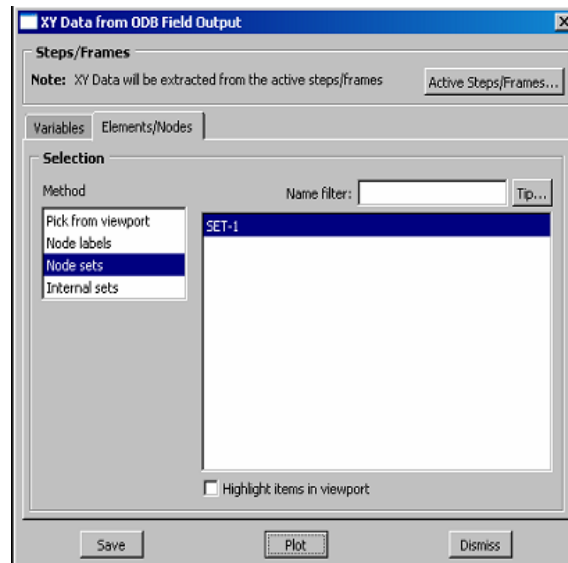 XY Data from ODB Field Output
Steps/Frames
Note: XY Data will be extracted from the active steps/frames
Active Steps/Frames...
Variables
Elements/Nodes
Selection
Method
Name filter:
Tip...
Pick from viewport
Node labels
Node sets
Internal sets
SET-1
Highlight items in viewport
Save
Plot
Dismiss